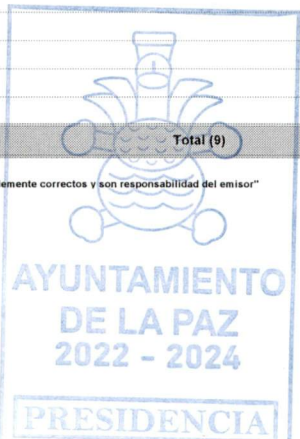 Total (9)
emente correctos y son responsabilidad del emisor"
AYUNTAMIENTO
DE LA PAZ
2022 - 2024
PRESIDENCIA